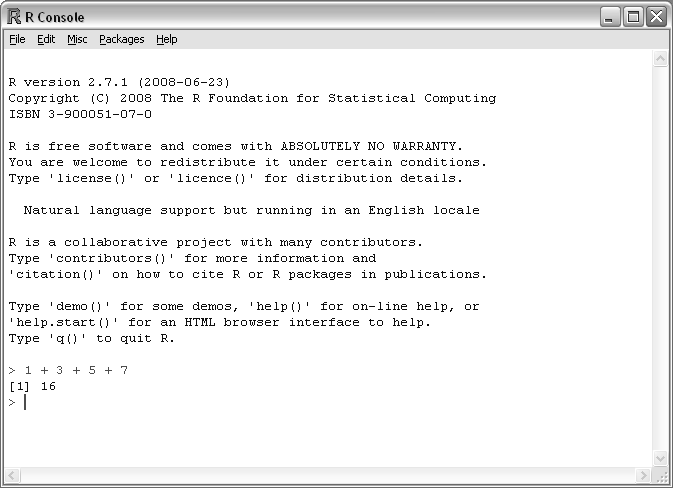 R Console
File Edit Misc Packages Help
R version 2.7.1 (2008-06-23)
Copyright (C) 2008 The R Foundation for Statistical Computing
ISBN 3-900051-07-0
R is free software and comes with ABSOLUTELY NO WARRANTY.
You are welcome to redistribute it under certain conditions.
Type 'license()' or 'licence()' for distribution details.
Natural language support but running in an English locale
R is a collaborative project with many contributors.
Type 'contributors()' for more information and
'citation()' on how to cite R or R packages in publications.
Type 'demo()' for some demos, 'help()' for on-line help, or
'help.start()' for an HTML browser interface to help.
Type 'q()' to quit R.
> 1 + 3 + 5 + 7
[1] 16
>